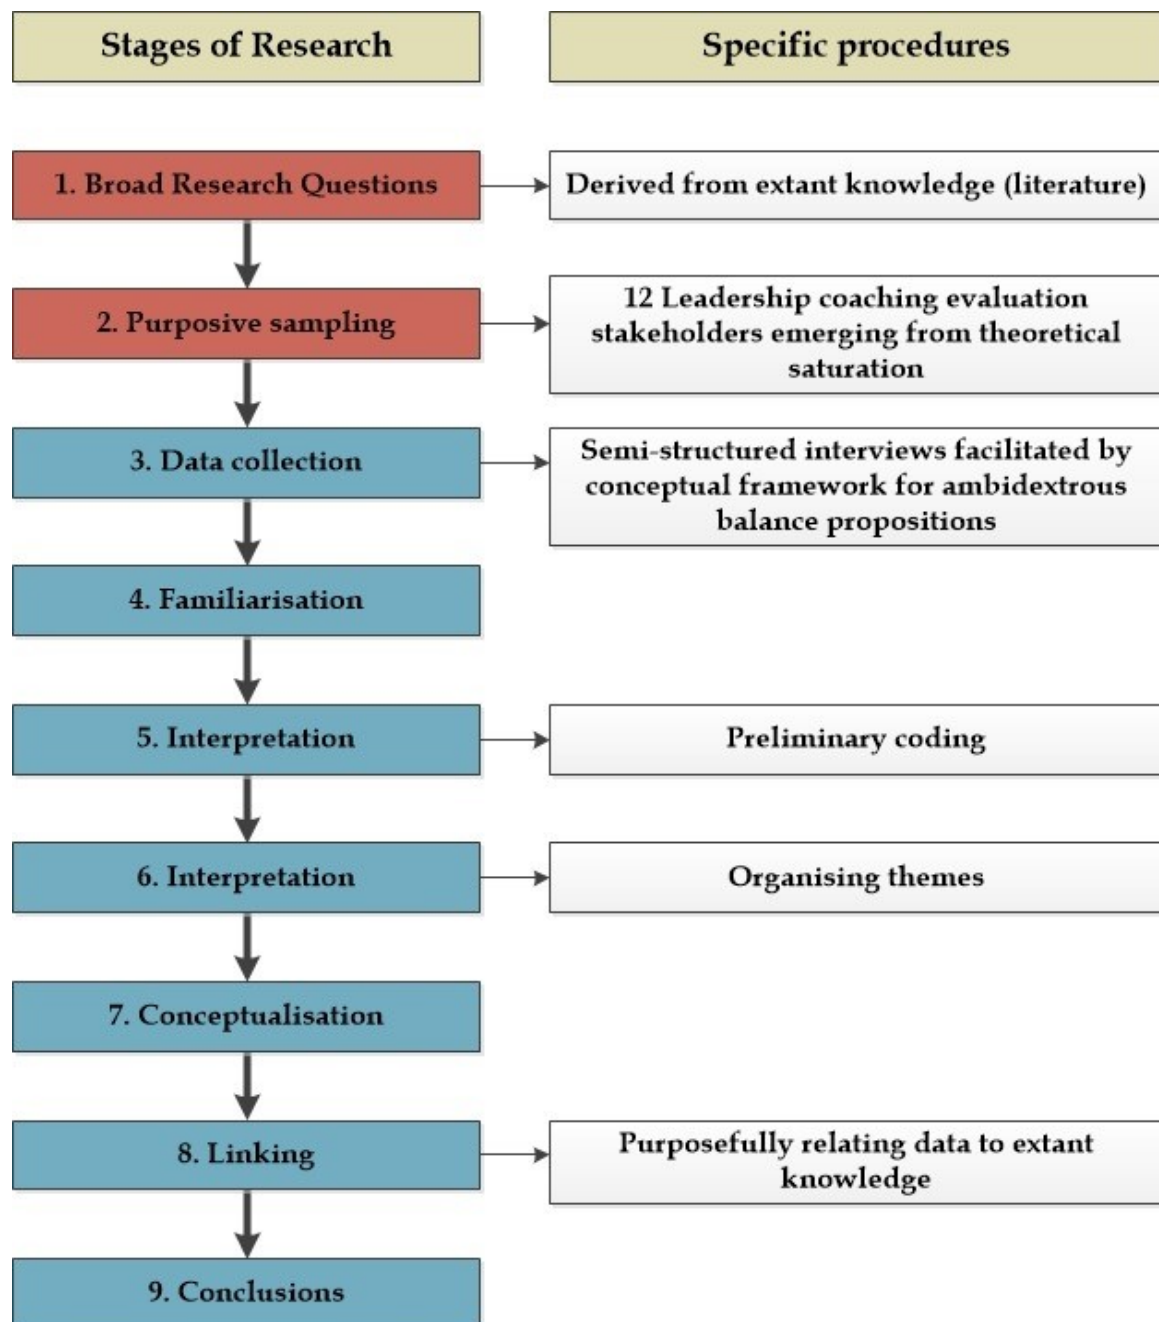 Stages of Research
Specific procedures
1. Broad Research Questions
Derived from extant knowledge (literature)
2. Purposive sampling
12 Leadership coaching evaluation
stakeholders emerging from theoretical
saturation
3. Data collection
Semi-structured interviews facilitated by
conceptual framework for ambidextrous
balance propositions
4. Familiarisation
5. Interpretation
Preliminary coding
6. Interpretation
Organising themes
7. Conceptualisation
8. Linking
Purposefully relating data to extant
knowledge
9. Conclusions